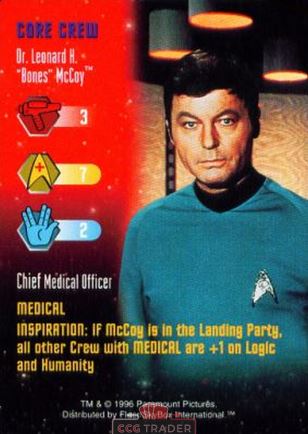 CORE CREW
Dr. Leonard H.
"Bones" McCoy™
3
7
2
Chief Medical Officer
MEDICAL
INSPIRATION: If McCoy is in the Landing Party,
all other Crew with MEDICAL are +1 on Logic
and Humanity
TM & © 1996 Paramount Pictures.
Distributed by Fleer/SkyBox International.™
CCG TRADER